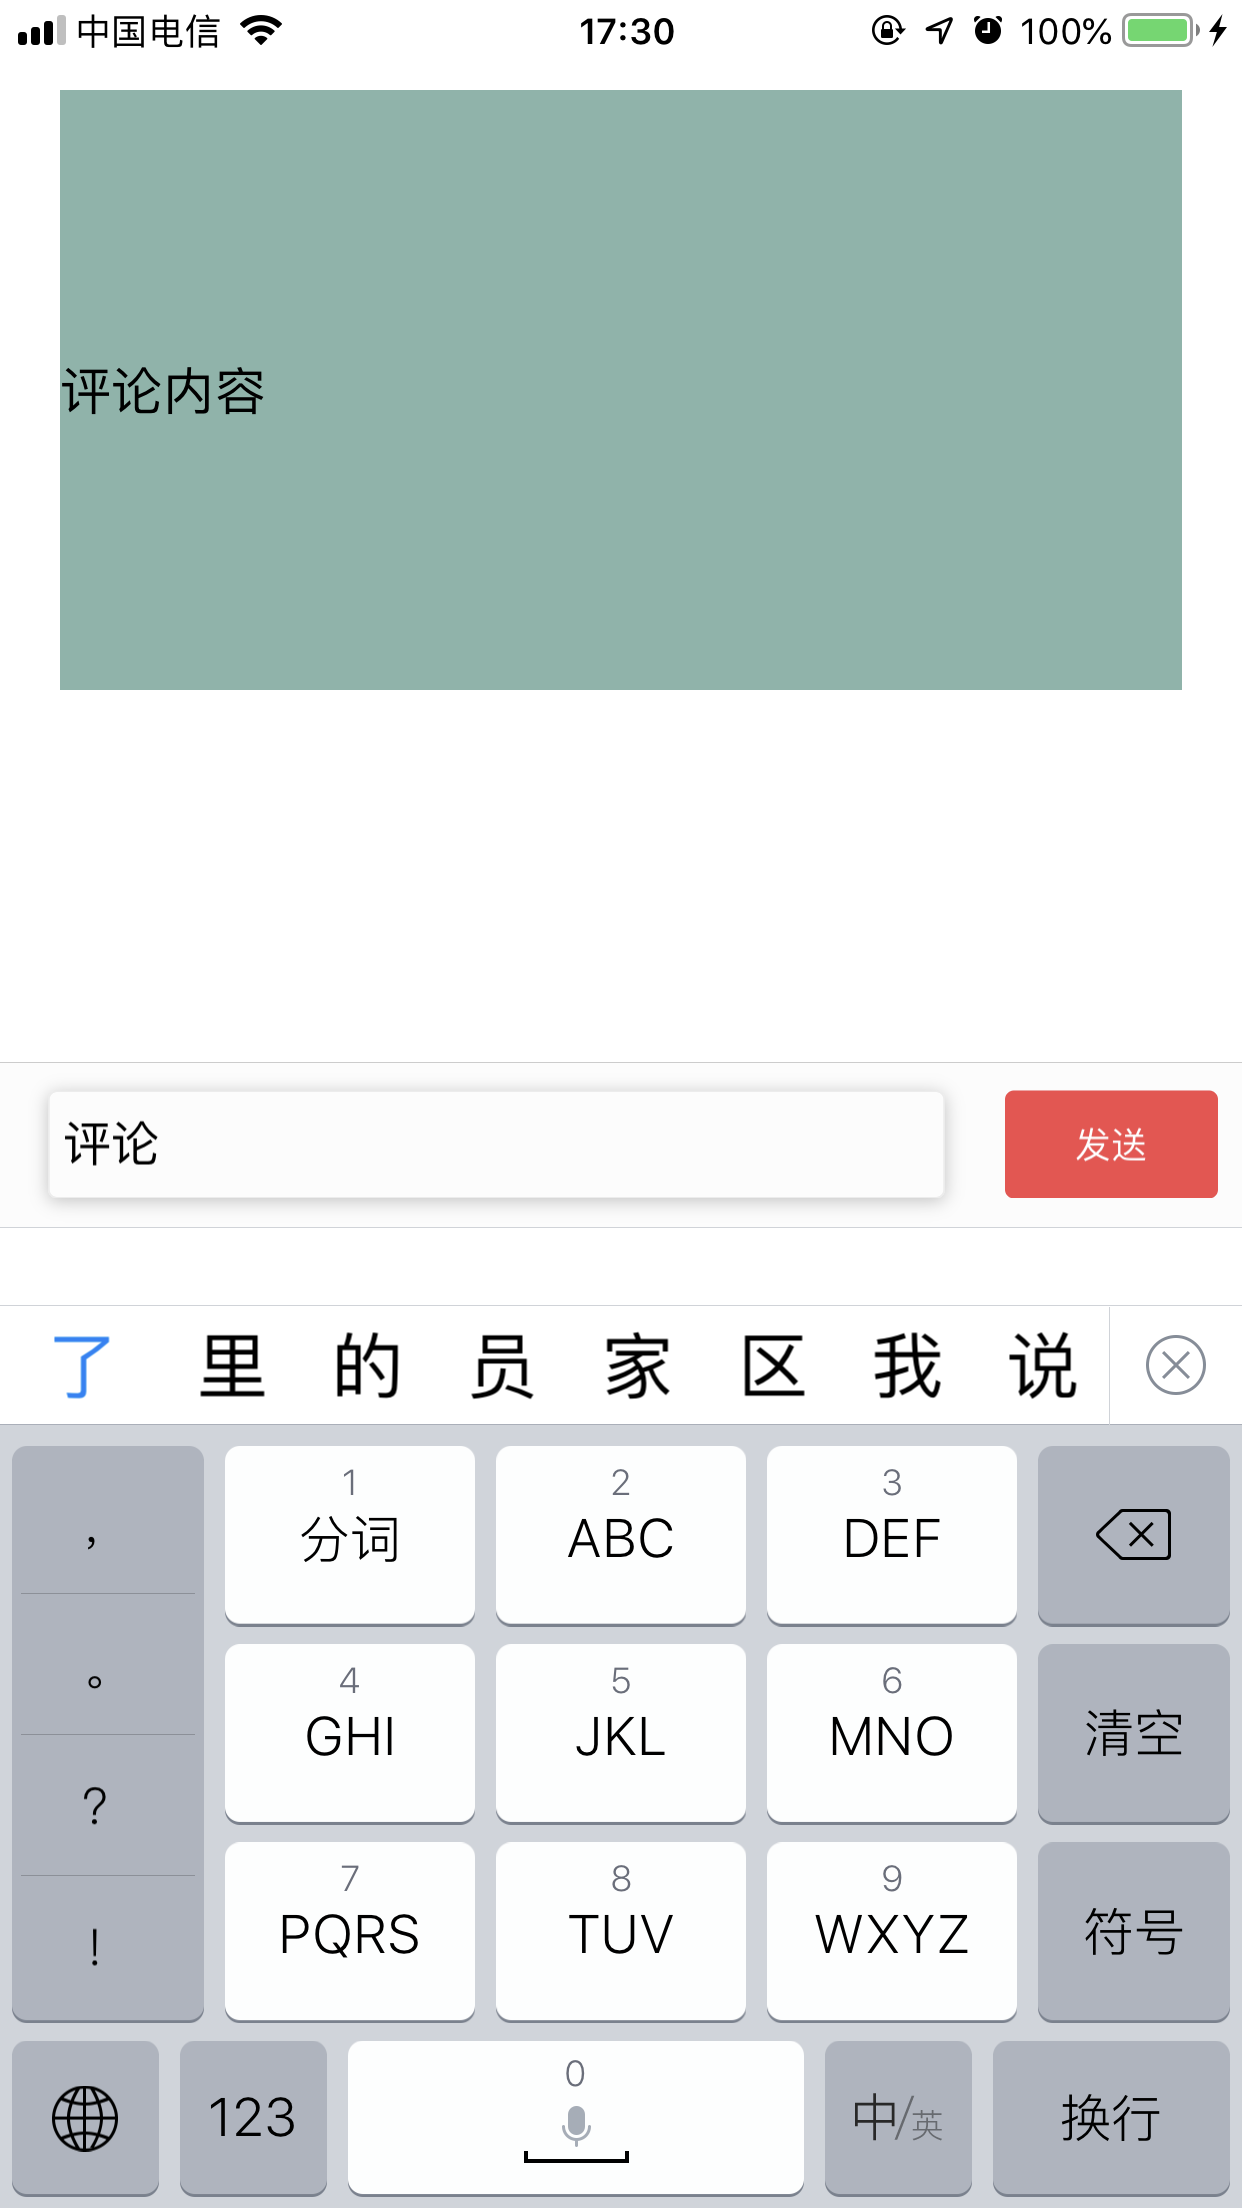 中国电信 17:30 100%
评论内容
评论 发送
了 里 的 员 家 区 我 说
1 2 3
， 分词 ABC DEF
。 4 5 6
GHI JKL MNO 清空
?
7 8 9
! PQRS TUV WXYZ 符号
0
123 中/英 换行